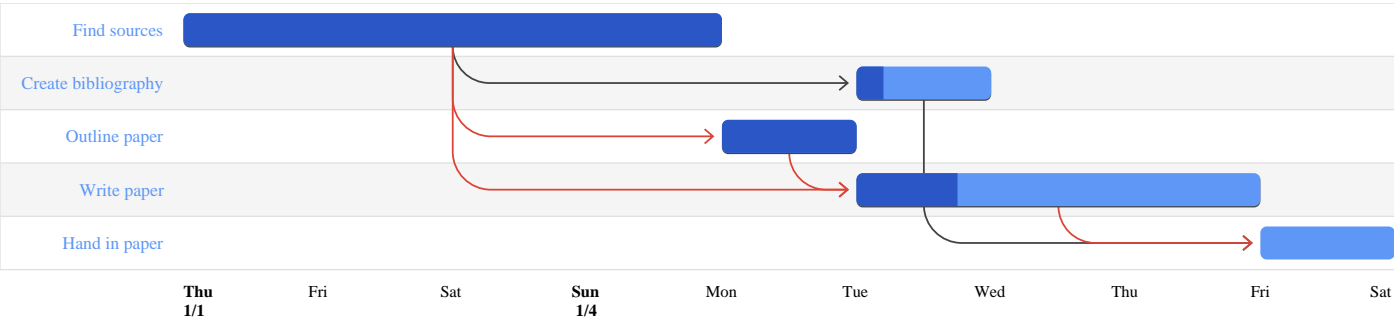 Find sources
Create bibliography
Outline paper
Write paper
Hand in paper
Thu Fri Sat Sun Mon Tue Wed Thu Fri Sat
1/1 1/4